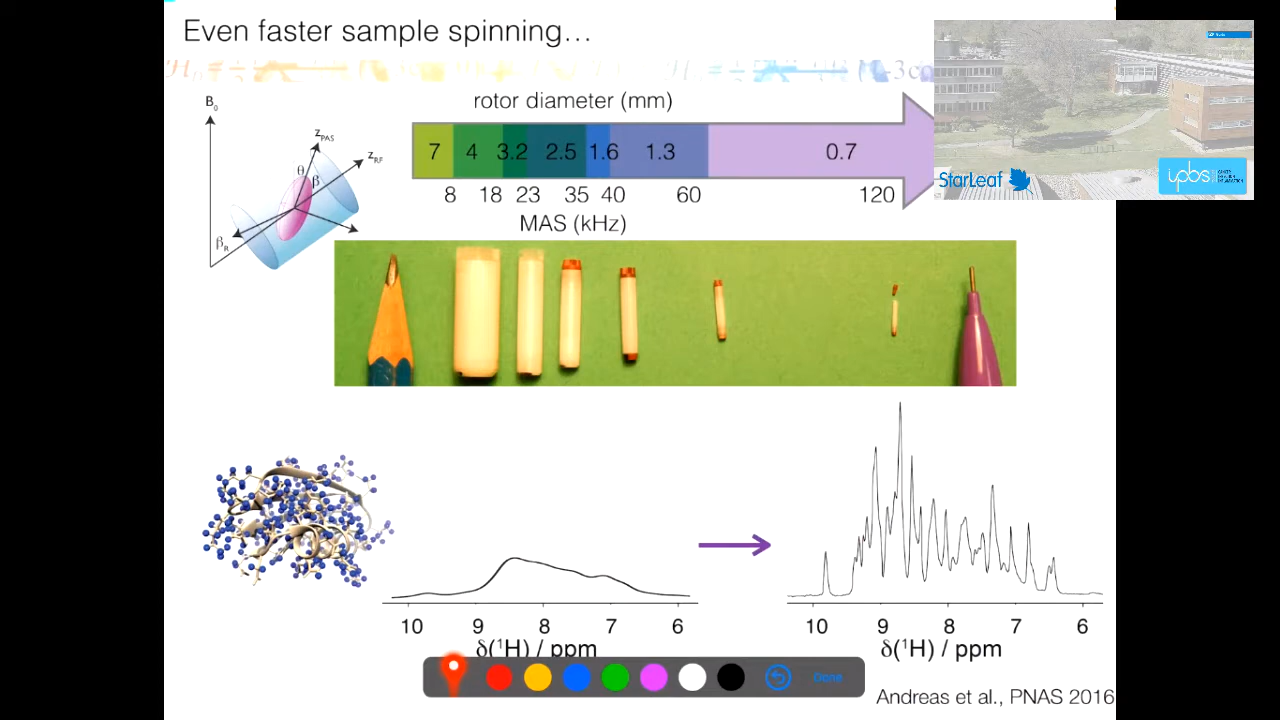 Even faster sample spinning…
B0
zPAS
zRF
θ
β
βR
rotor diameter (mm)
7 4 3.2 2.5 1.6 1.3 0.7
8 18 23 35 40 60 120
MAS (kHz)
StarLeaf
ipbs
10 9 8 7 6
δ(¹H) / ppm
10 9 8 7 6
δ(¹H) / ppm
Done
Andreas et al., PNAS 2016